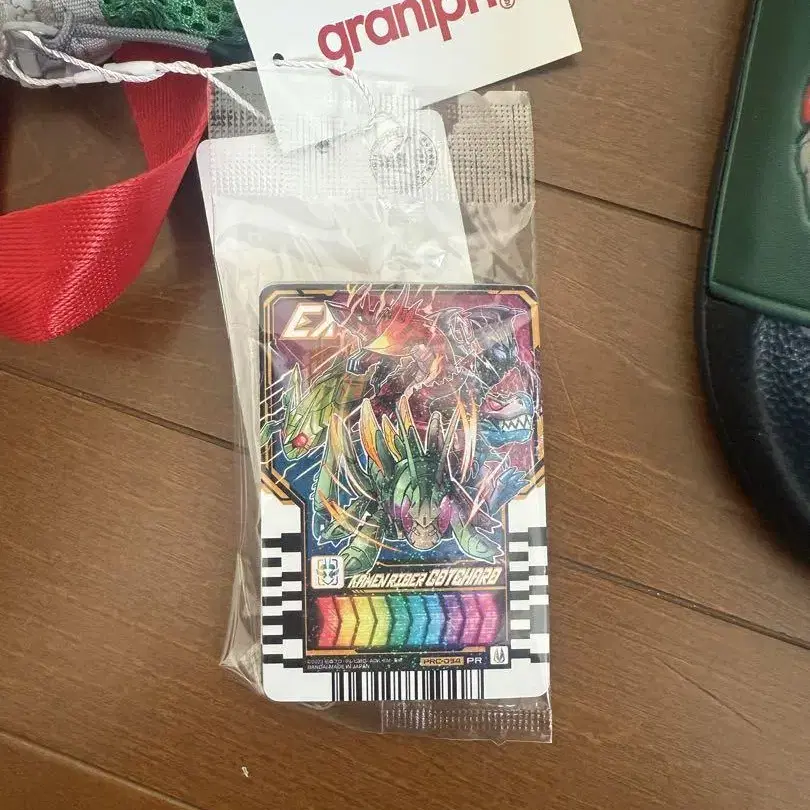 graniph®
EX
KAMEN RIDER GOTCHARD
PRC-034 PR
BANDAI MADE IN JAPAN